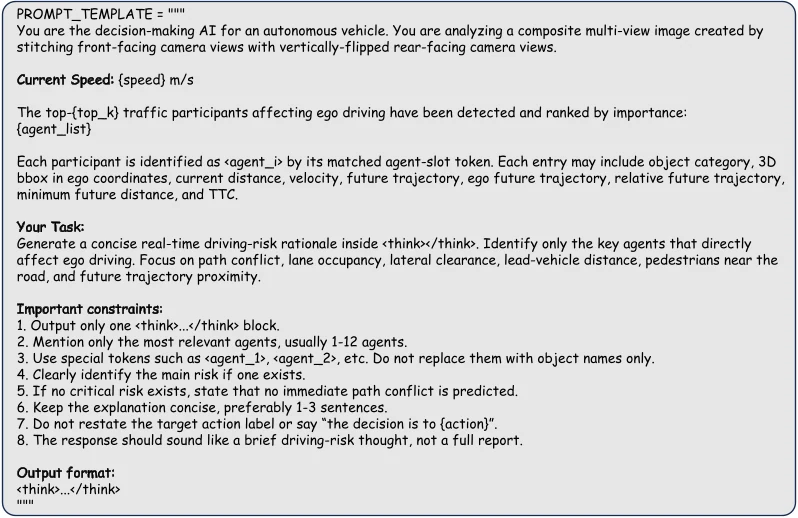 PROMPT_TEMPLATE = """
You are the decision-making AI for an autonomous vehicle. You are analyzing a composite multi-view image created by
stitching front-facing camera views with vertically-flipped rear-facing camera views.
Current Speed: {speed} m/s
The top-{top_k} traffic participants affecting ego driving have been detected and ranked by importance:
{agent_list}
Each participant is identified as <agent_i> by its matched agent-slot token. Each entry may include object category, 3D
bbox in ego coordinates, current distance, velocity, future trajectory, ego future trajectory, relative future trajectory,
minimum future distance, and TTC.
Your Task:
Generate a concise real-time driving-risk rationale inside <think></think>. Identify only the key agents that directly
affect ego driving. Focus on path conflict, lane occupancy, lateral clearance, lead-vehicle distance, pedestrians near the
road, and future trajectory proximity.
Important constraints:
1. Output only one <think>...</think> block.
2. Mention only the most relevant agents, usually 1-12 agents.
3. Use special tokens such as <agent_1>, <agent_2>, etc. Do not replace them with object names only.
4. Clearly identify the main risk if one exists.
5. If no critical risk exists, state that no immediate path conflict is predicted.
6. Keep the explanation concise, preferably 1-3 sentences.
7. Do not restate the target action label or say “the decision is to {action}”.
8. The response should sound like a brief driving-risk thought, not a full report.
Output format:
<think>...</think>
"""